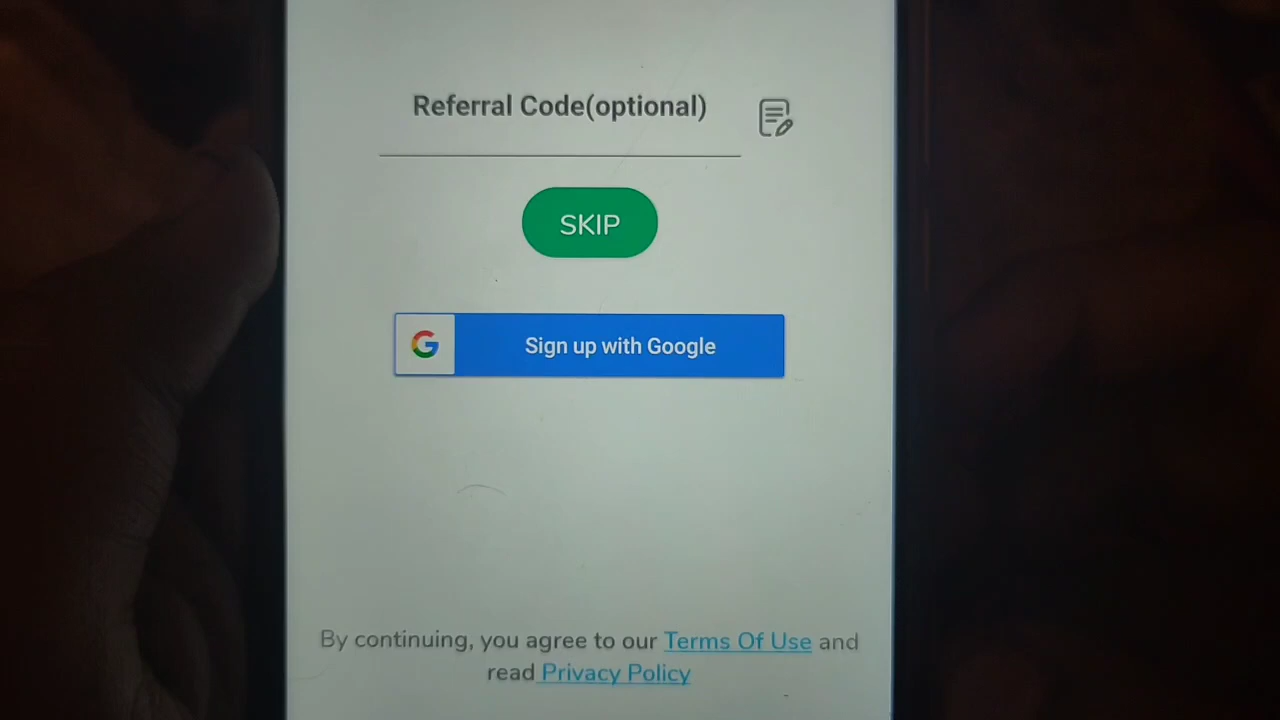 Referral Code(optional)
SKIP
G
Sign up with Google
By continuing, you agree to our Terms Of Use and
read Privacy Policy